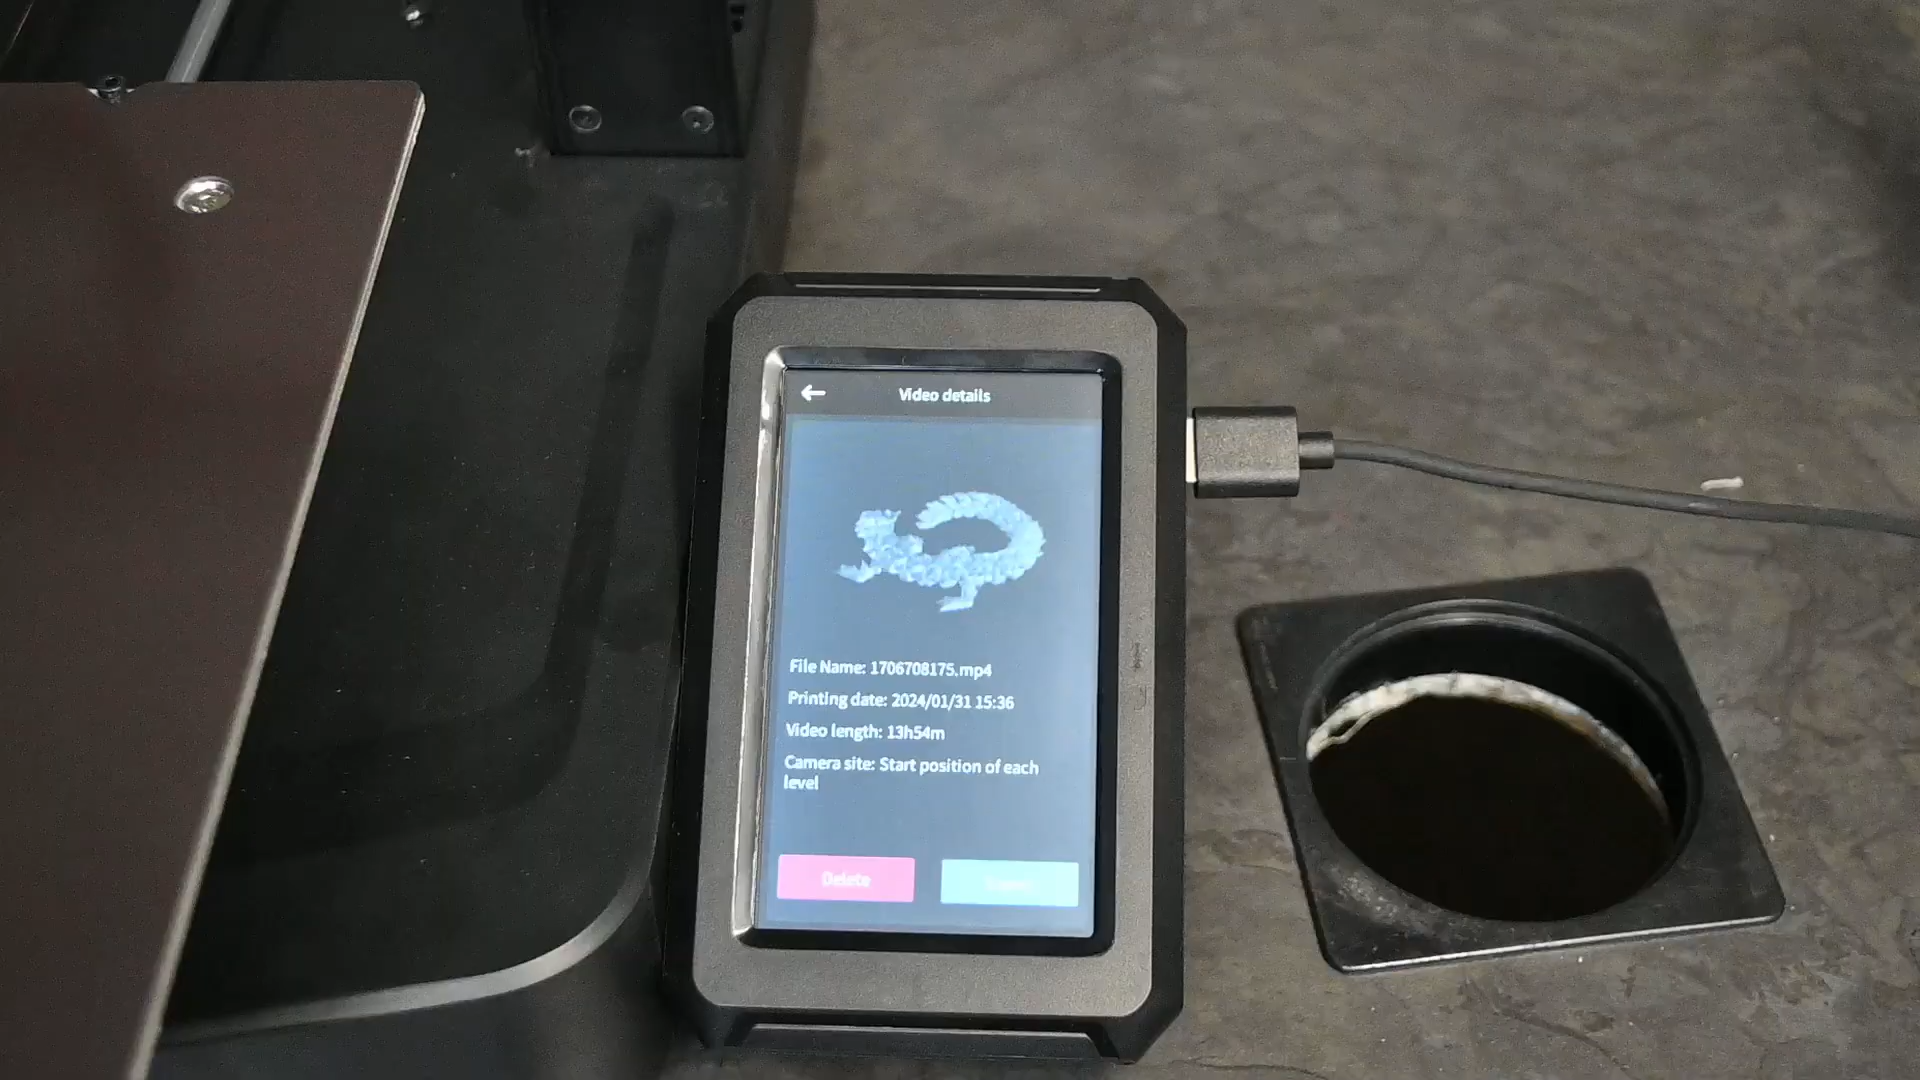 Video details
File Name: 1706708175.mp4
Printing date: 2024/01/31 15:36
Video length: 13h54m
Camera site: Start position of each
level
Delete